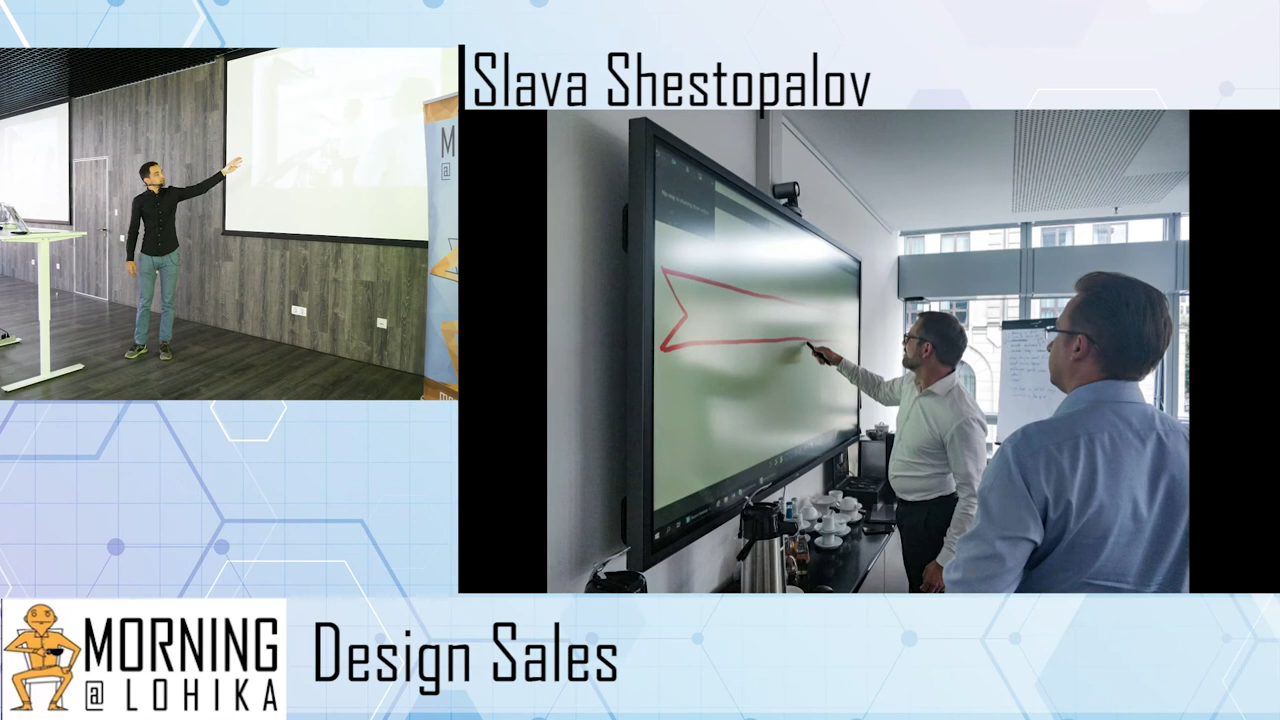 Slava Shestopalov
M
@
MORNING
@ LOHIKA
Design Sales